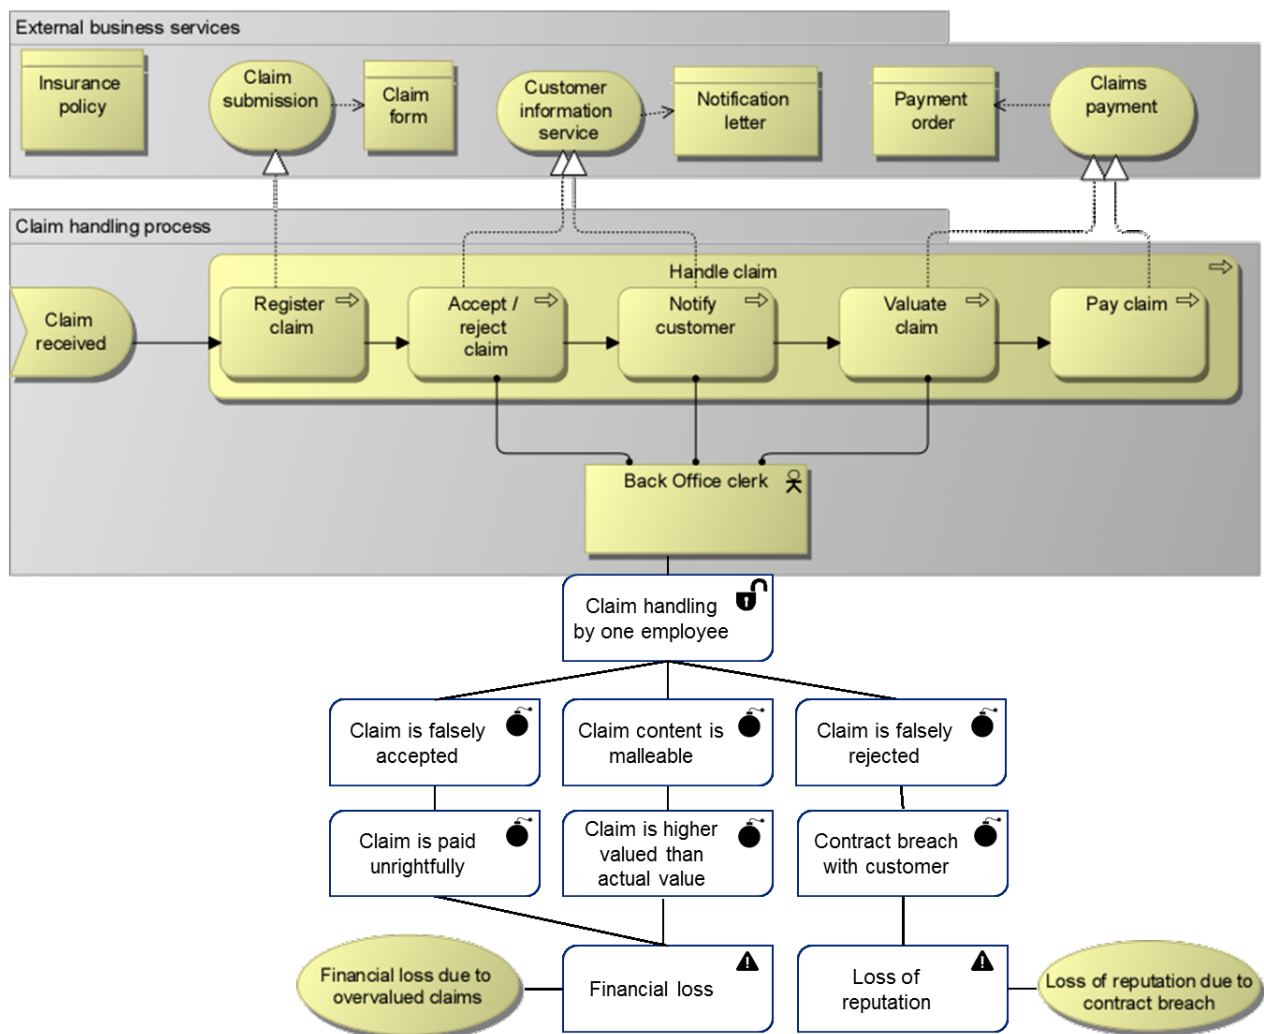 External business services
Insurance
policy
Claim
submission
Claim
form
Customer
information
service
Notification
letter
Payment
order
Claims
payment
Claim handling process
Handle claim
Claim
received
Register
claim
Accept /
reject
claim
Notify
customer
Valuate
claim
Pay claim
Back Office clerk
Claim handling
by one employee
Claim is falsely
accepted
Claim content is
malleable
Claim is falsely
rejected
Claim is paid
unrightfully
Claim is higher
valued than
actual value
Contract breach
with customer
Financial loss due to
overvalued claims
Financial loss
Loss of
reputation
Loss of reputation due to
contract breach